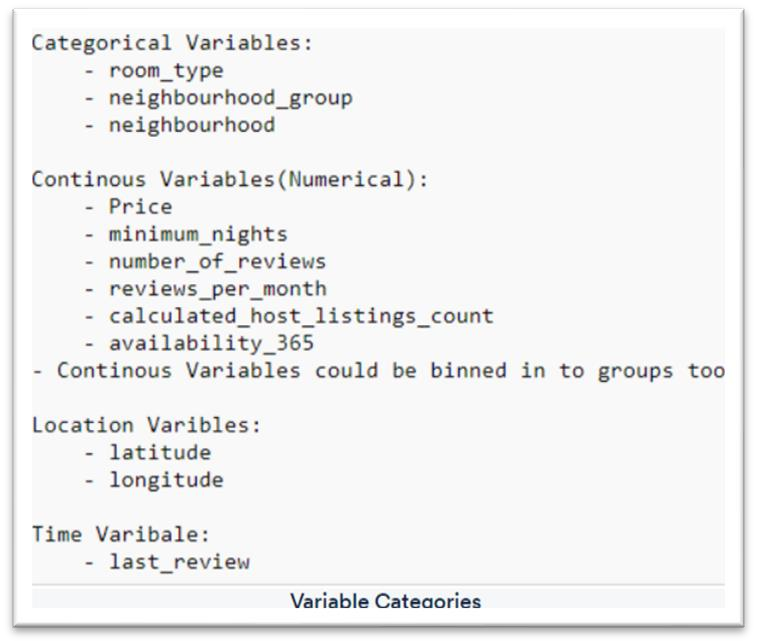 Categorical Variables:
- room_type
- neighbourhood_group
- neighbourhood
Continous Variables(Numerical):
- Price
- minimum_nights
- number_of_reviews
- reviews_per_month
- calculated_host_listings_count
- availability_365
- Continous Variables could be binned in to groups too
Location Varibles:
- latitude
- longitude
Time Varibale:
- last_review
Variable Categories